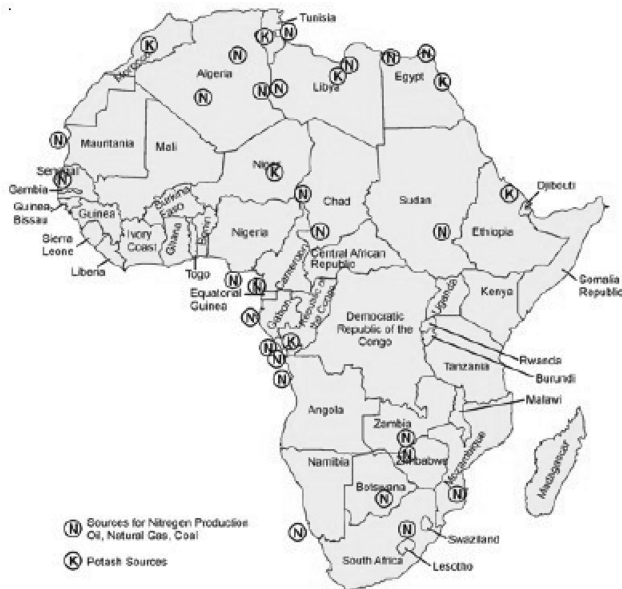 Tunisia
N
K
N
K
Morocco
N
Algeria
N
N
N
N
K
Libya
N
N
Egypt
K
N
Mauritania
Mali
N
Senegal
Gambia
Guinea
Bissau
Guinea
Sierra
Leone
Liberia
Ivory
Coast
Burkina
Faso
Ghana
Togo
Benin
K
Niger
Nigeria
N
N
Chad
Sudan
N
K
Djibouti
Ethiopia
Somalia
Republic
Central African
Republic
Cameroon
N
N
Equatorial
Guinea
N
Gabon
Republic of
the Congo
K
N
N
N
Democratic
Republic of the
Congo
Uganda
Kenya
Rwanda
Burundi
Tanzania
Malawi
Angola
Zambia
N
N
Zimbabwe
Mozambique
N
Madagascar
Namibia
Botswana
N
N
N
South Africa
Swaziland
Lesotho
N Sources for Nitrogen Production
Oil, Natural Gas, Coal
K Potash Sources